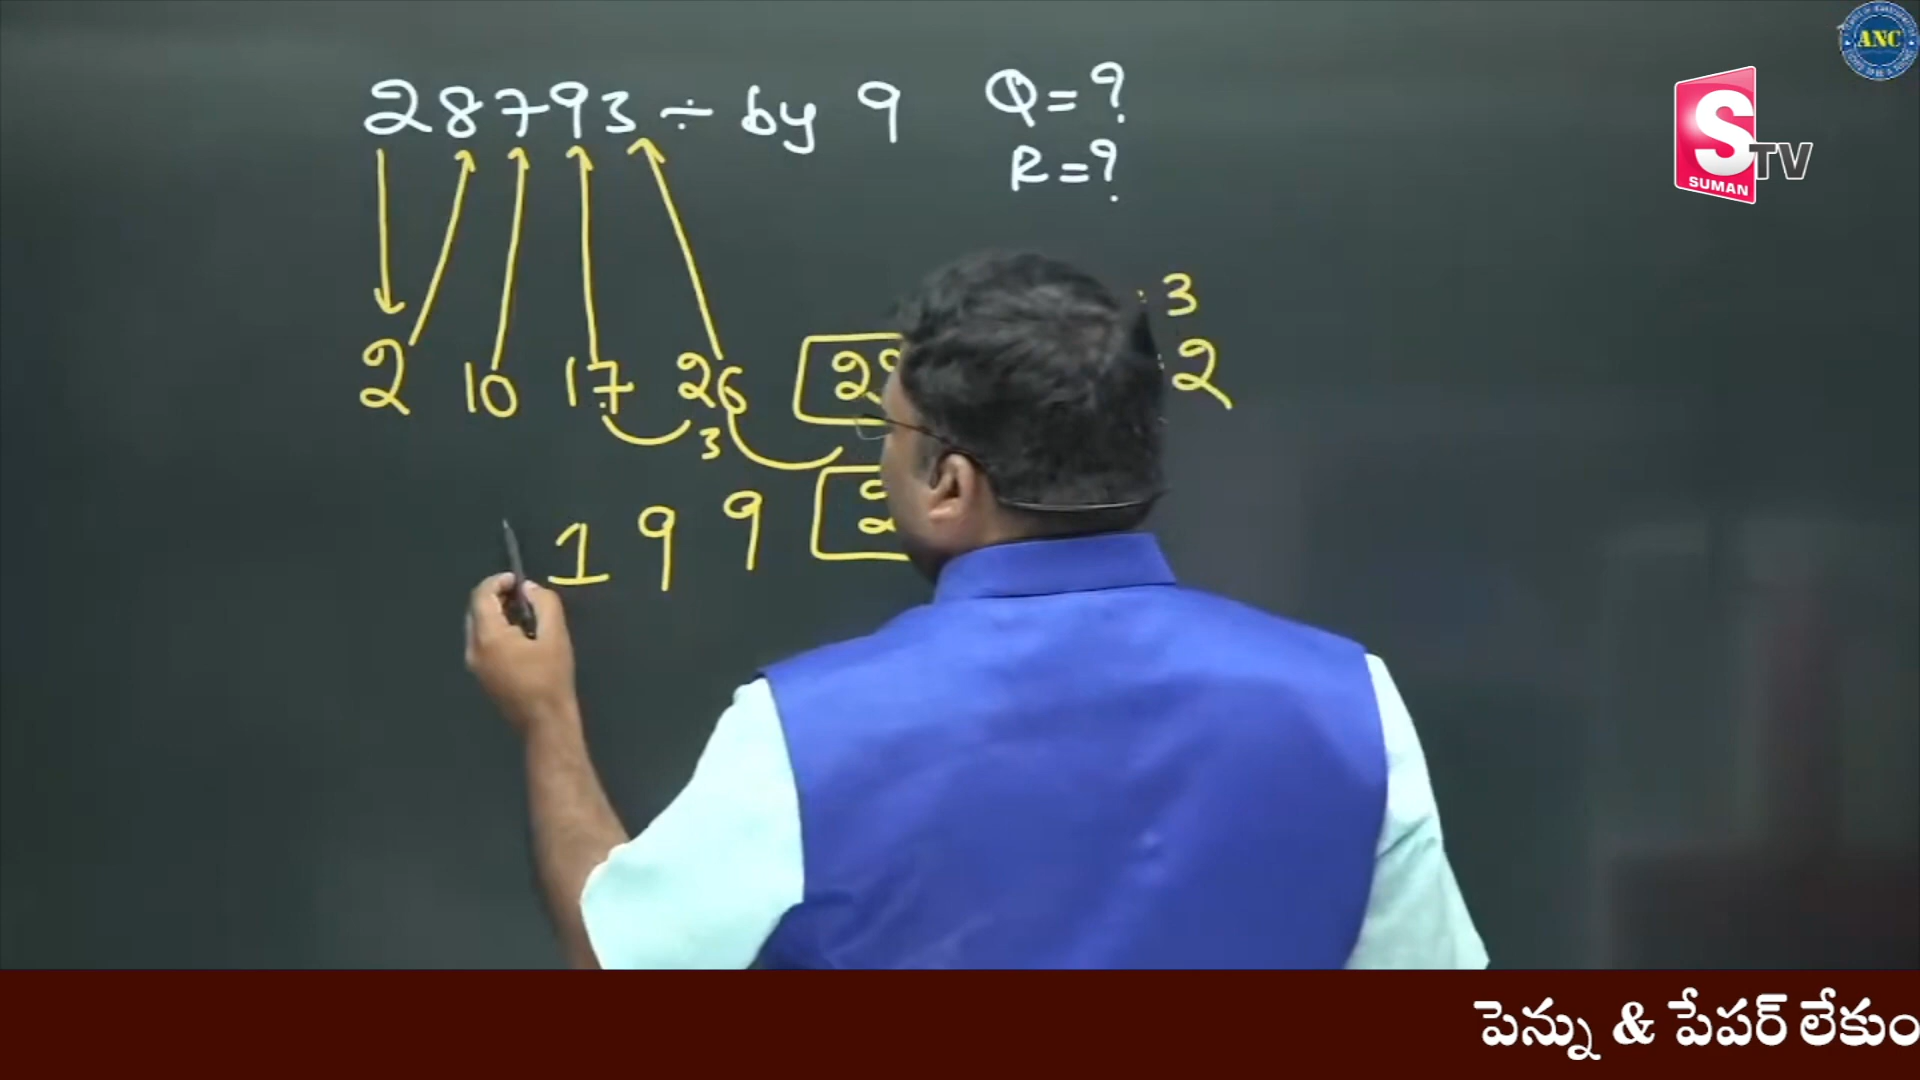 28793 ÷ by 9 Q = ?
R = ?
3
2 10 17 26 2
3
1 9 9
ANC
S TV
SUMAN
పెన్ను & పేపర్ లేకుం